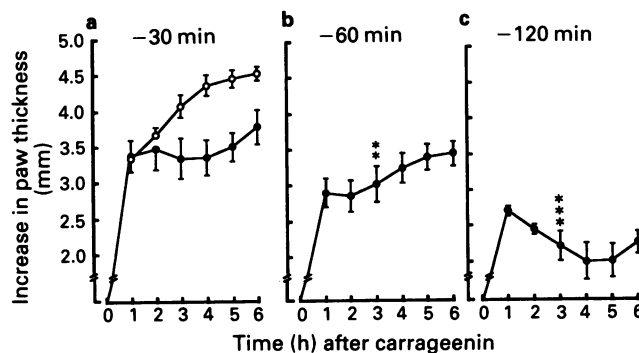 a
−30 min
b
−60 min
c
−120 min
Increase in paw thickness
(mm)
5.0
4.5
4.0
3.5
3.0
2.5
2.0
**
***
0 1 2 3 4 5 6
0 1 2 3 4 5 6
0 1 2 3 4 5 6
Time (h) after carrageenin